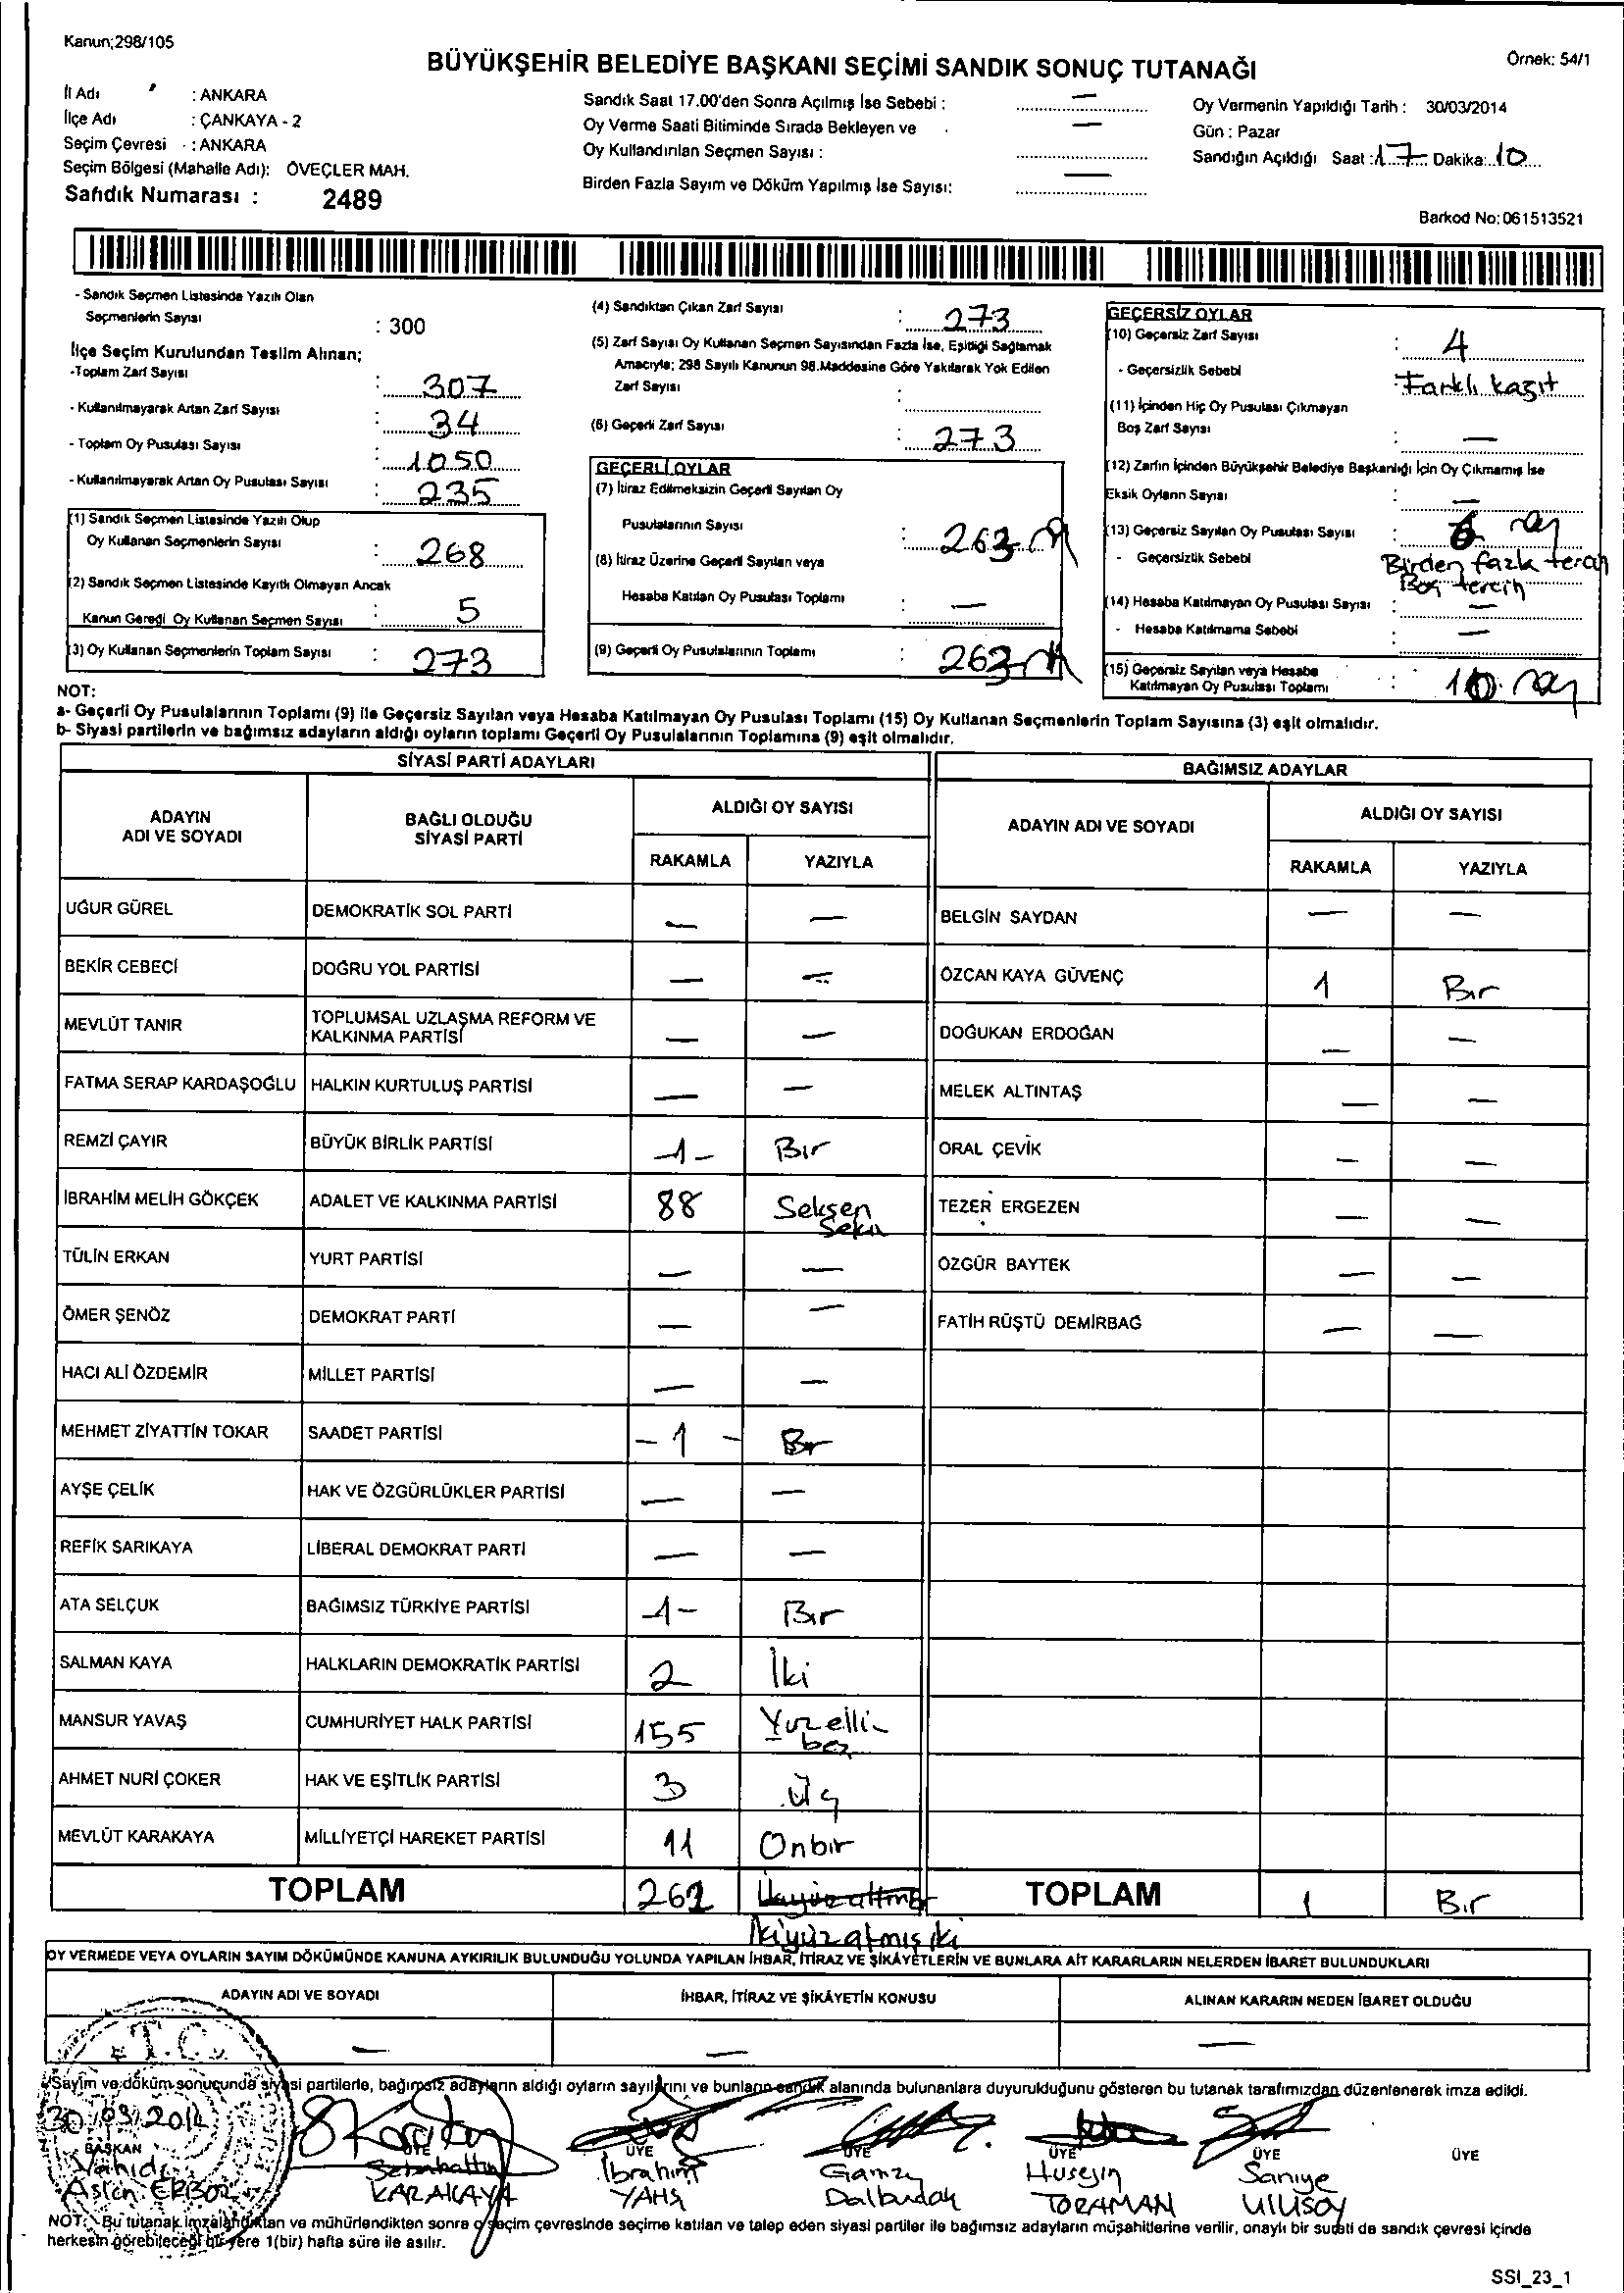 Kanun;298/105
BÜYÜKŞEHİR BELEDİYE BAŞKANI SEÇİMİ SANDIK SONUÇ TUTANAĞI
Örnek: 54/1
İl Adı : ANKARA
İlçe Adı : ÇANKAYA - 2
Seçim Çevresi : ANKARA
Seçim Bölgesi (Mahalle Adı): ÖVEÇLER MAH.
Sandık Numarası : 2489
Sandık Saat 17.00'den Sonra Açılmış İse Sebebi : —
Oy Verme Saati Bitiminde Sırada Bekleyen ve
Oy Kullandırılan Seçmen Sayısı : —
Birden Fazla Sayım ve Döküm Yapılmış İse Sayısı: —
Oy Vermenin Yapıldığı Tarih : 30/03/2014
Gün : Pazar
Sandığın Açıldığı Saat : 17 Dakika: 10
Barkod No: 061513521
- Sandık Seçmen Listesinde Yazılı Olan
Seçmenlerin Sayısı : 300
İlçe Seçim Kurulundan Teslim Alınan;
-Toplam Zarf Sayısı : 307
- Kullanılmayarak Artan Zarf Sayısı : 34
- Toplam Oy Pusulası Sayısı : 1050
- Kullanılmayarak Artan Oy Pusulası Sayısı : 235
(1) Sandık Seçmen Listesinde Yazılı Olup
Oy Kullanan Seçmenlerin Sayısı : 268
(2) Sandık Seçmen Listesinde Kayıtlı Olmayan Ancak
Kanun Gereği Oy Kullanan Seçmen Sayısı : 5
(3) Oy Kullanan Seçmenlerin Toplam Sayısı : 273
(4) Sandıktan Çıkan Zarf Sayısı : 273
(5) Zarf Sayısı Oy Kullanan Seçmen Sayısından Fazla İse, Eşitliği Sağlamak
Amacıyla; 298 Sayılı Kanunun 98.Maddesine Göre Yakılarak Yok Edilen
Zarf Sayısı :
(6) Geçerli Zarf Sayısı : 273
GEÇERLİ OYLAR
(7) İtiraz Edilmeksizin Geçerli Sayılan Oy
Pusulalarının Sayısı : 263
(8) İtiraz Üzerine Geçerli Sayılan veya
Hesaba Katılan Oy Pusulası Toplamı : —
(9) Geçerli Oy Pusulalarının Toplamı : 263
GEÇERSİZ OYLAR
(10) Geçersiz Zarf Sayısı : 4
- Geçersizlik Sebebi : Farklı kagıt
(11) İçinden Hiç Oy Pusulası Çıkmayan
Boş Zarf Sayısı : —
(12) Zarfın İçinden Büyükşehir Belediye Başkanlığı İçin Oy Çıkmamış İse
Eksik Oyların Sayısı : —
(13) Geçersiz Sayılan Oy Pusulası Sayısı : 6
- Geçersizlik Sebebi Birden fazla tercih
Boş tercih
(14) Hesaba Katılmayan Oy Pusulası Sayısı : —
- Hesaba Katılmama Sebebi : —
(15) Geçersiz Sayılan veya Hesaba
Katılmayan Oy Pusulası Toplamı : 10
NOT:
a- Geçerli Oy Pusulalarının Toplamı (9) ile Geçersiz Sayılan veya Hesaba Katılmayan Oy Pusulası Toplamı (15) Oy Kullanan Seçmenlerin Toplam Sayısına (3) eşit olmalıdır.
b- Siyasi partilerin ve bağımsız adayların aldığı oyların toplamı Geçerli Oy Pusulalarının Toplamına (9) eşit olmalıdır.
SİYASİ PARTİ ADAYLARI
ADAYIN ADI VE SOYADI BAĞLI OLDUĞU SİYASİ PARTİ ALDIĞI OY SAYISI
RAKAMLA YAZIYLA
UĞUR GÜREL DEMOKRATİK SOL PARTİ — —
BEKİR CEBECİ DOĞRU YOL PARTİSİ — —
MEVLÜT TANIR TOPLUMSAL UZLAŞMA REFORM VE KALKINMA PARTİSİ — —
FATMA SERAP KARDAŞOĞLU HALKIN KURTULUŞ PARTİSİ — —
REMZİ ÇAYIR BÜYÜK BİRLİK PARTİSİ -1- Bır
İBRAHİM MELİH GÖKÇEK ADALET VE KALKINMA PARTİSİ 88 Seksen Sekiz
TÜLİN ERKAN YURT PARTİSİ — —
ÖMER ŞENÖZ DEMOKRAT PARTİ — —
HACI ALİ ÖZDEMİR MİLLET PARTİSİ — —
MEHMET ZİYATTİN TOKAR SAADET PARTİSİ - 1 - Bır
AYŞE ÇELİK HAK VE ÖZGÜRLÜKLER PARTİSİ — —
REFİK SARIKAYA LİBERAL DEMOKRAT PARTİ — —
ATA SELÇUK BAĞIMSIZ TÜRKİYE PARTİSİ -1- Bır
SALMAN KAYA HALKLARIN DEMOKRATİK PARTİSİ 2 İki
MANSUR YAVAŞ CUMHURİYET HALK PARTİSİ 155 Yuzelli- beş
AHMET NURİ ÇOKER HAK VE EŞİTLİK PARTİSİ 3 Üç
MEVLÜT KARAKAYA MİLLİYETÇİ HAREKET PARTİSİ 11 Onbır
TOPLAM 262
İkiyüzatmış iki
BAĞIMSIZ ADAYLAR
ADAYIN ADI VE SOYADI ALDIĞI OY SAYISI
RAKAMLA YAZIYLA
BELGİN SAYDAN — —
ÖZCAN KAYA GÜVENÇ 1 Bır
DOĞUKAN ERDOĞAN — —
MELEK ALTINTAŞ — —
ORAL ÇEVİK — —
TEZER ERGEZEN — —
ÖZGÜR BAYTEK — —
FATİH RÜŞTÜ DEMİRBAĞ — —
TOPLAM 1 Bır
OY VERMEDE VEYA OYLARIN SAYIM DÖKÜMÜNDE KANUNA AYKIRILIK BULUNDUĞU YOLUNDA YAPILAN İHBAR, İTİRAZ VE ŞİKÂYETLERİN VE BUNLARA AİT KARARLARIN NELERDEN İBARET BULUNDUKLARI
ADAYIN ADI VE SOYADI İHBAR, İTİRAZ VE ŞİKÂYETİN KONUSU ALINAN KARARIN NEDEN İBARET OLDUĞU
— — —
T.C.
Sayım ve döküm sonucunda siyasi partilerle, bağımsız adayların aldığı oyların sayılarını ve bunların sandık alanında bulunanlara duyurulduğunu gösteren bu tutanak tarafımızdan düzenlenerek imza edildi.
30/03/2014
BAŞKAN ÜYE ÜYE ÜYE ÜYE ÜYE ÜYE
Vahide Sebahattin İbrahim Gamze Huseyın Sanıye
KARAKAYA TORAMAN ULUSOY
NOT: Bu tutanak imzalandıktan ve mühürlendikten sonra o seçim çevresinde seçime katılan ve talep eden siyasi partiler ile bağımsız adayların müşahitlerine verilir, onaylı bir sureti de sandık çevresi içinde
herkesin görebileceği bir yere 1(bir) hafta süre ile asılır.
SSI_23_1